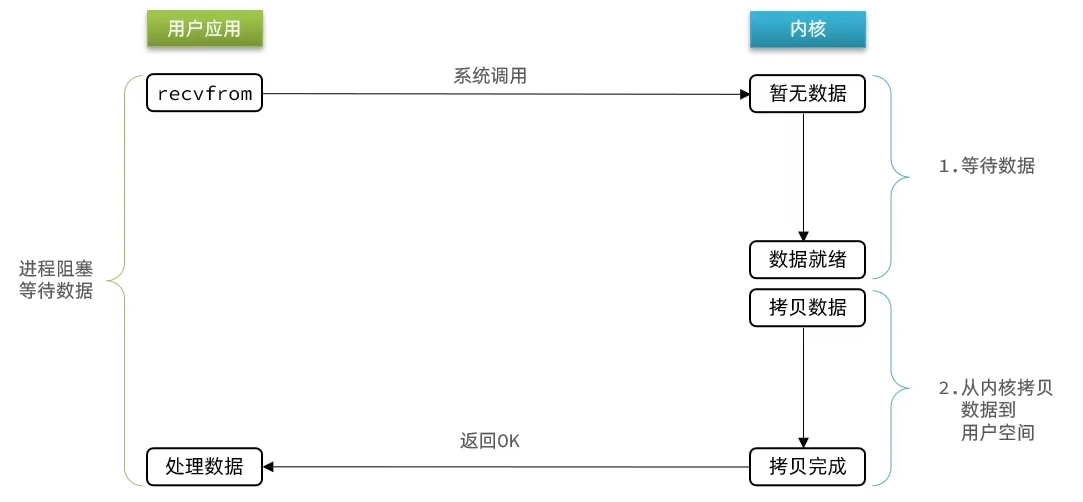 用户应用
内核
系统调用
recvfrom
暂无数据
1.等待数据
数据就绪
进程阻塞
等待数据
拷贝数据
2.从内核拷贝
数据到
用户空间
返回OK
处理数据
拷贝完成